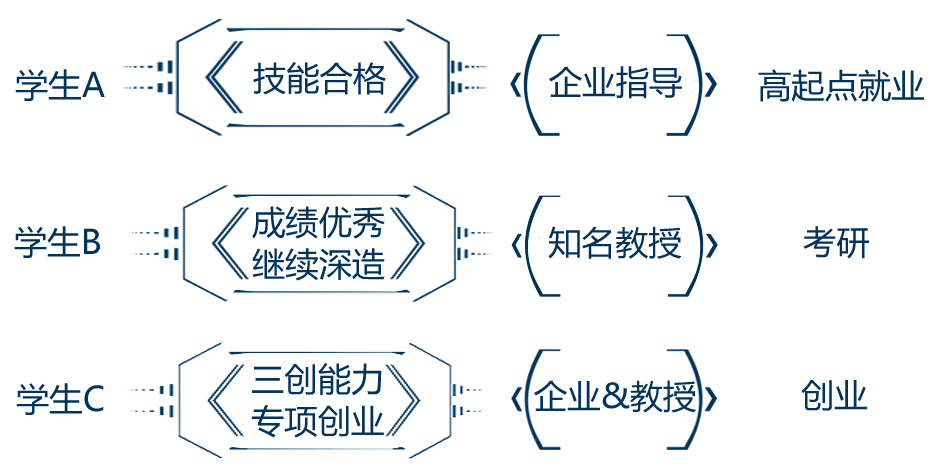 学生A 技能合格 企业指导 高起点就业
学生B 成绩优秀 知名教授 考研
继续深造
学生C 三创能力 企业&教授 创业
专项创业